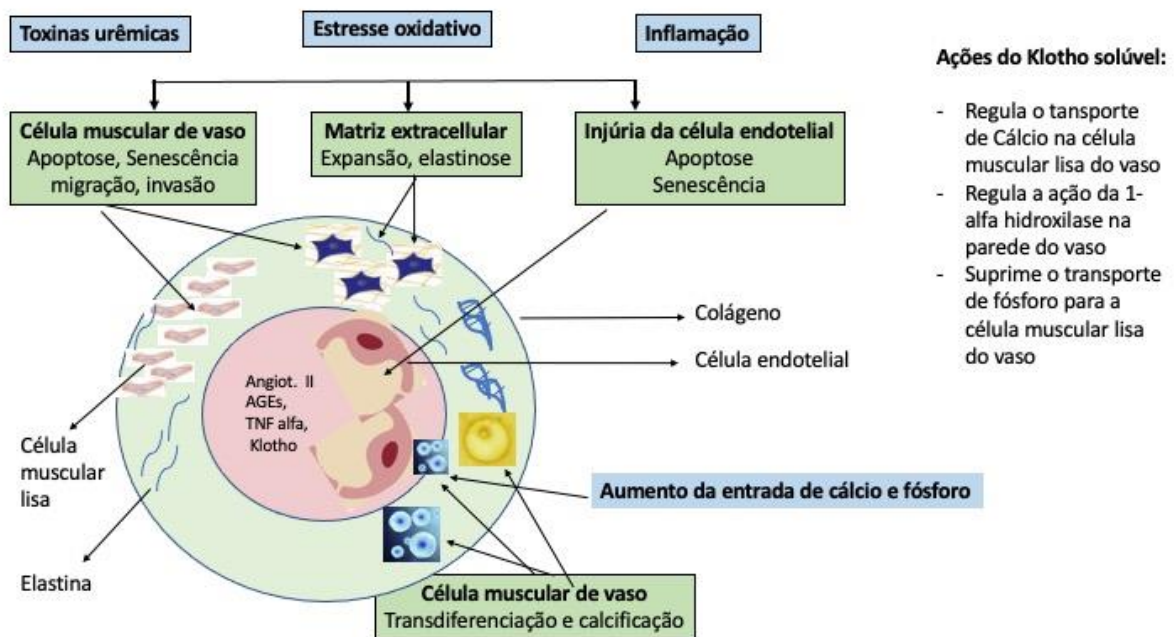 Toxinas urêmicas
Estresse oxidativo
Inflamação
Célula muscular de vaso
Apoptose, Senescência
migração, invasão
Matriz extracellular
Expansão, elastinose
Injúria da célula endotelial
Apoptose
Senescência
Ações do Klotho solúvel:
- Regula o tansporte
de Cálcio na célula
muscular lisa do vaso
- Regula a ação da 1-
alfa hidroxilase na
parede do vaso
- Suprime o transporte
de fósforo para a
célula muscular lisa
do vaso
Colágeno
Célula endotelial
Angiot. II
AGEs,
TNF alfa,
Klotho
Célula
muscular
lisa
Elastina
Aumento da entrada de cálcio e fósforo
Célula muscular de vaso
Transdiferenciação e calcificação